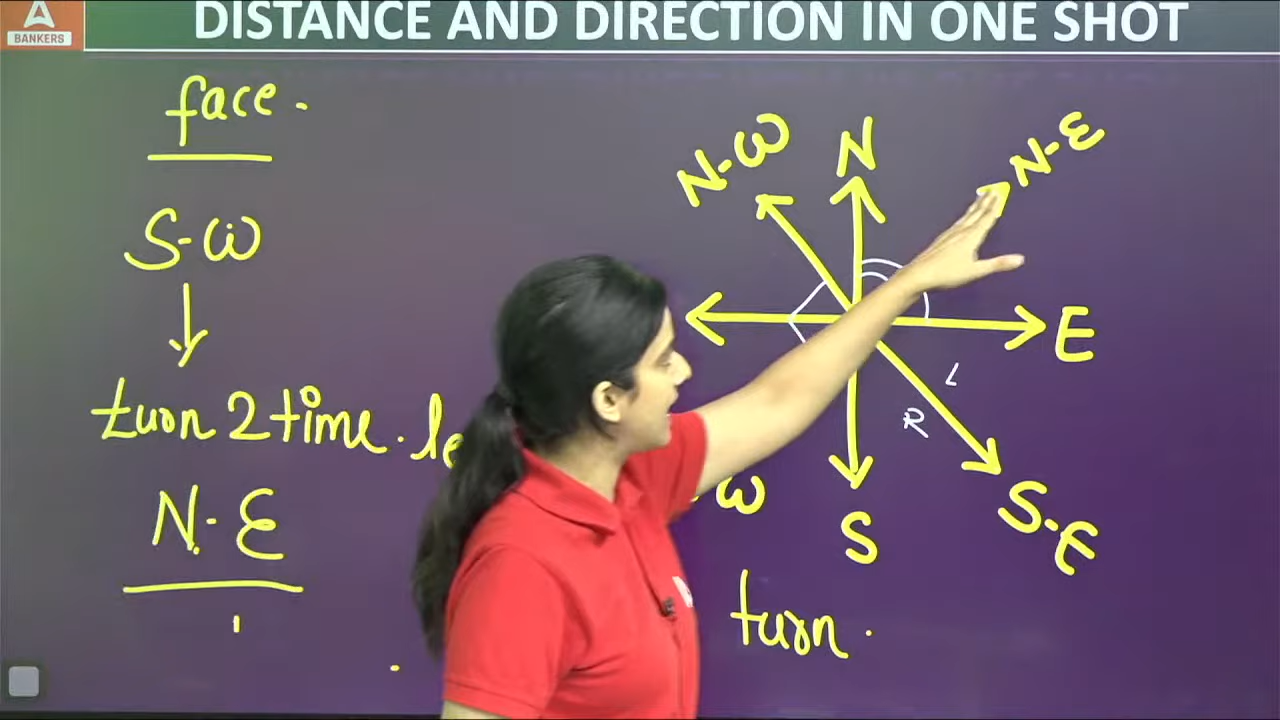 A
BANKERS
DISTANCE AND DIRECTION IN ONE SHOT
face.
S-W
turn 2 time. le
N-E
N-W
N
N-E
E
L
R
W
S
S-E
turn.